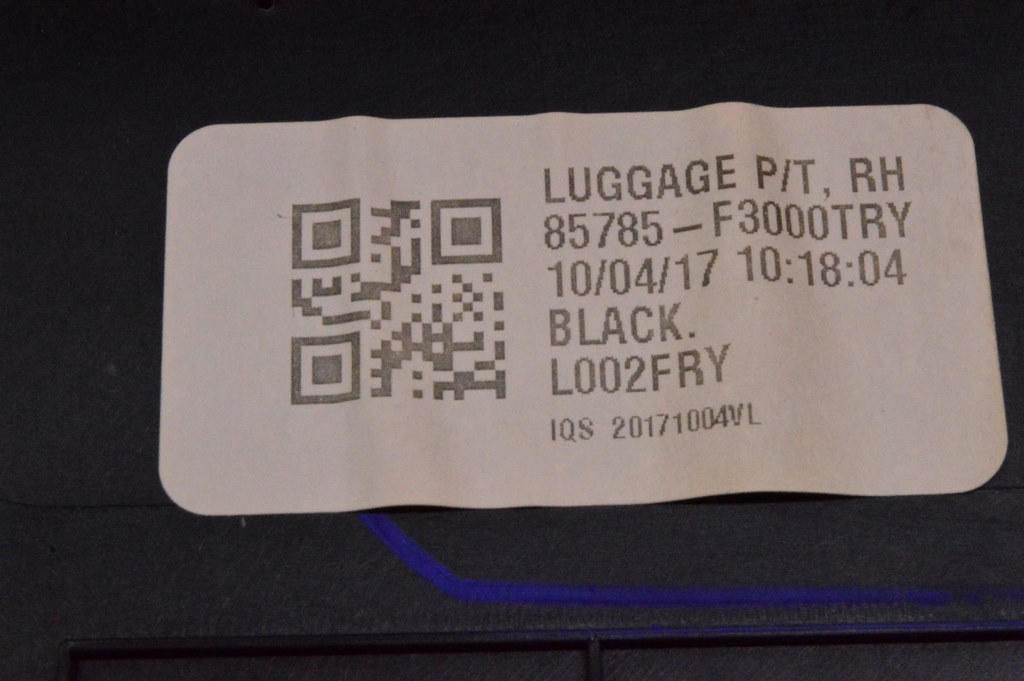 LUGGAGE P/T, RH
85785-F3000TRY
10/04/17 10:18:04
BLACK.
L002FRY
IQS 20171004VL